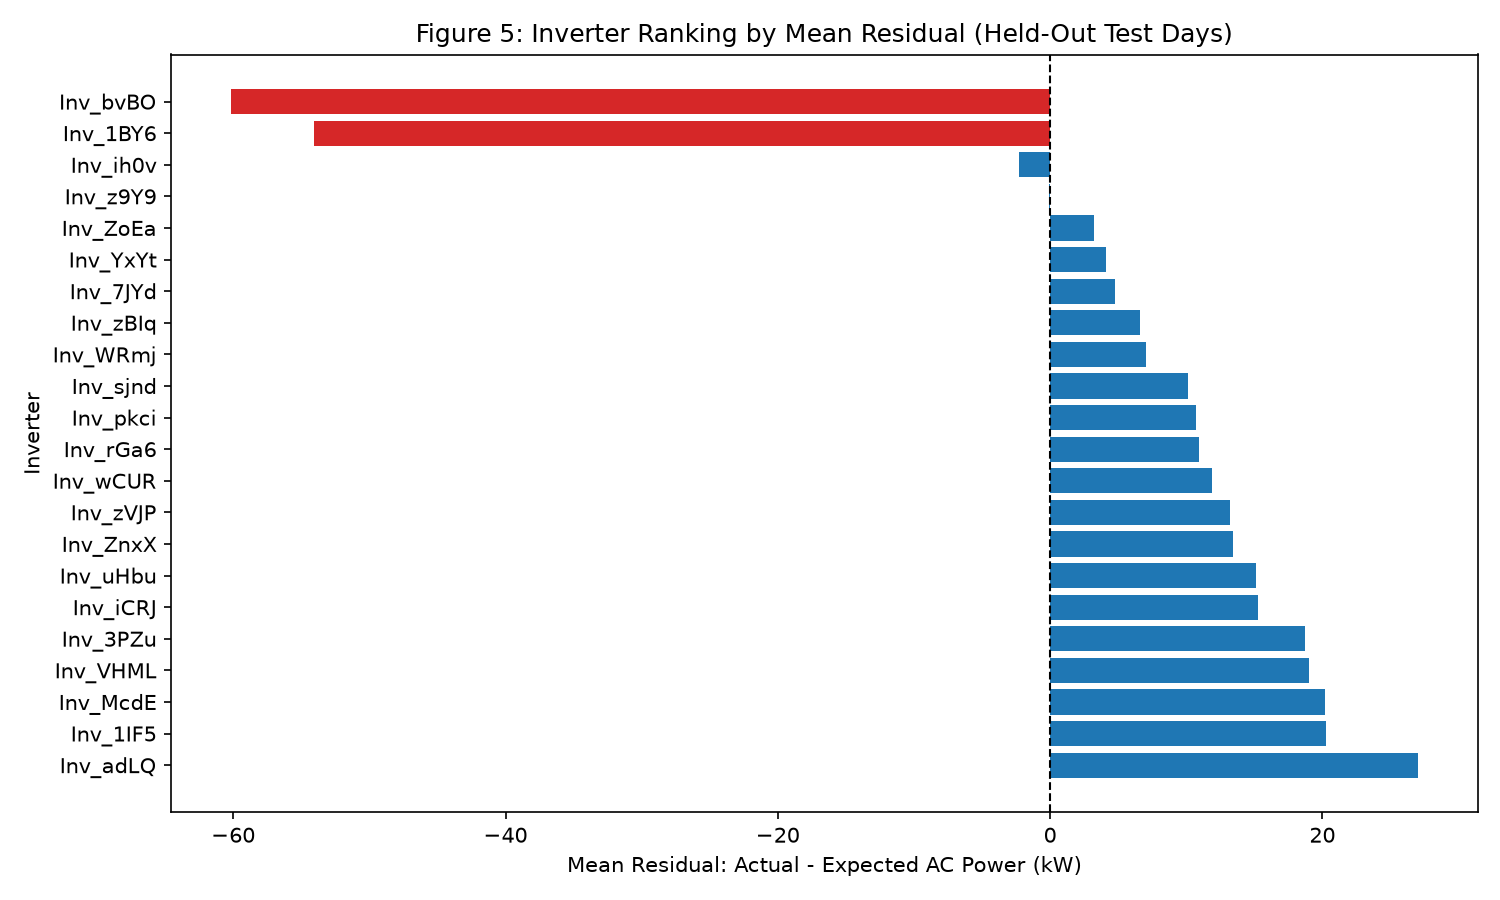 Figure 5: Inverter Ranking by Mean Residual (Held-Out Test Days)
Inverter
Inv_bvBO
Inv_1BY6
Inv_ih0v
Inv_z9Y9
Inv_ZoEa
Inv_YxYt
Inv_7JYd
Inv_zBIq
Inv_WRmj
Inv_sjnd
Inv_pkci
Inv_rGa6
Inv_wCUR
Inv_zVJP
Inv_ZnxX
Inv_uHbu
Inv_iCRJ
Inv_3PZu
Inv_VHML
Inv_McdE
Inv_1IF5
Inv_adLQ
−60 −40 −20 0 20
Mean Residual: Actual - Expected AC Power (kW)